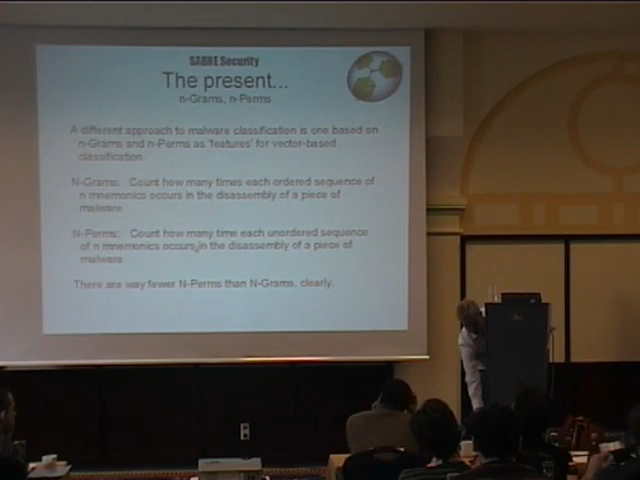 SABRE Security
The present...
n-Grams, n-Perms
A different approach to malware classification is one based on
n-Grams and n-Perms as 'features' for vector-based
classification.
N-Grams: Count how many times each ordered sequence of
n mnemonics occurs in the disassembly of a piece of
malware
N-Perms: Count how many time each unordered sequence
of n mnemonics occurs in the disassembly of a piece of
malware
There are way fewer N-Perms than N-Grams, clearly.